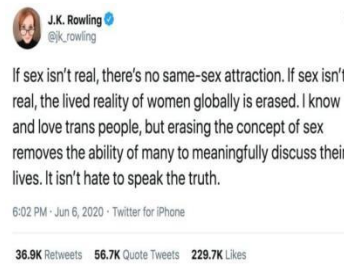 J.K. Rowling
@jk_rowling
If sex isn't real, there's no same-sex attraction. If sex isn't
real, the lived reality of women globally is erased. I know
and love trans people, but erasing the concept of sex
removes the ability of many to meaningfully discuss their
lives. It isn't hate to speak the truth.
6:02 PM · Jun 6, 2020 · Twitter for iPhone
36.9K Retweets 56.7K Quote Tweets 229.7K Likes